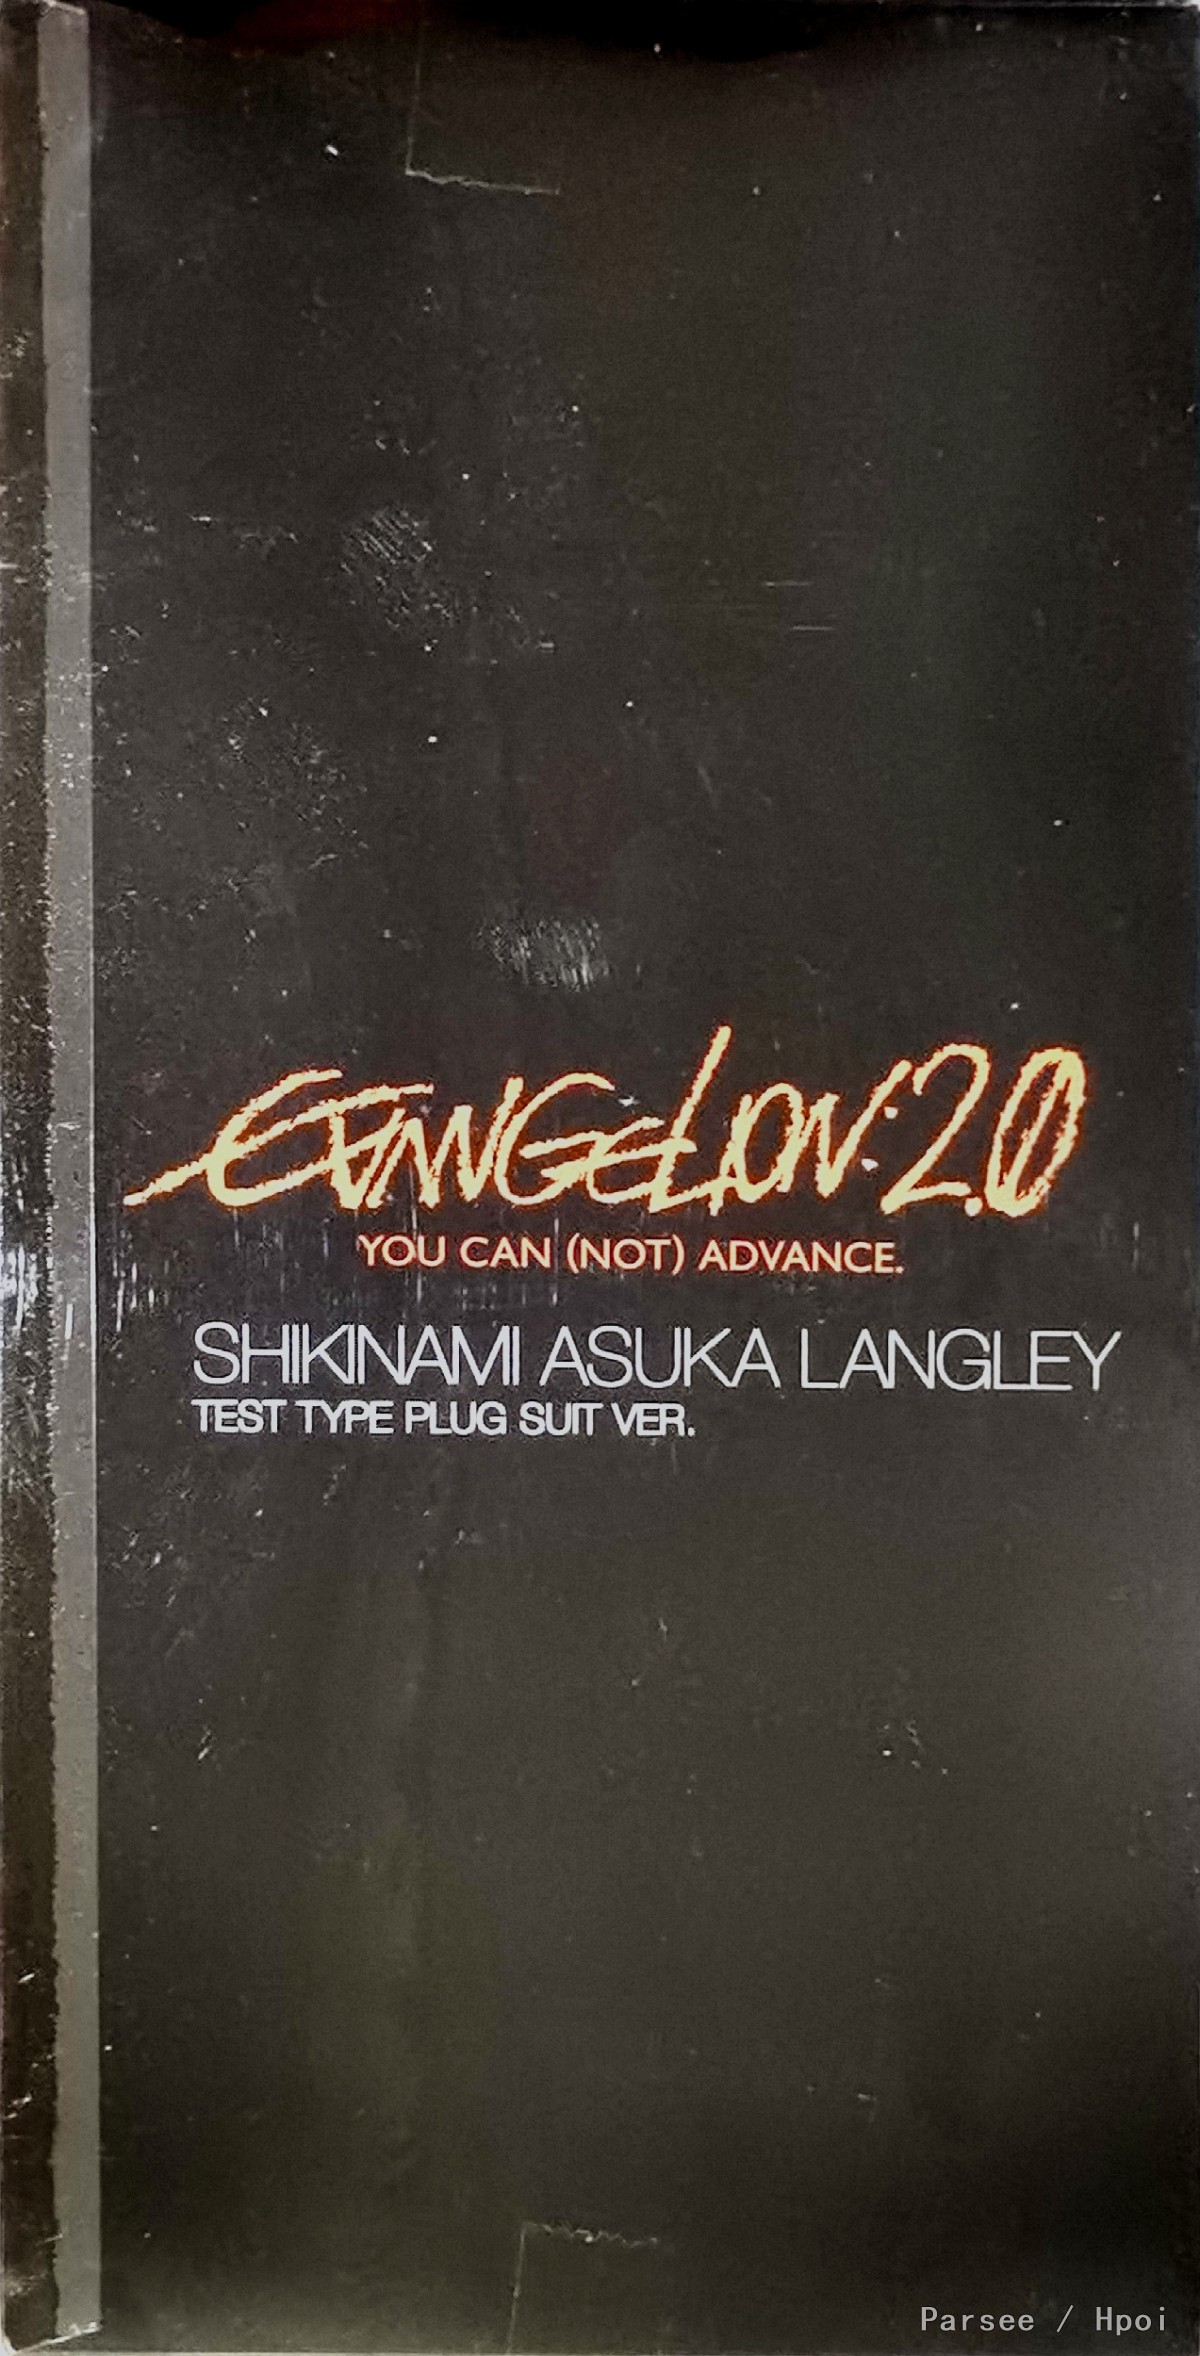 EVANGELION:2.0
YOU CAN (NOT) ADVANCE.
SHIKINAMI ASUKA LANGLEY
TEST TYPE PLUG SUIT VER.
Parsee / Hpoi